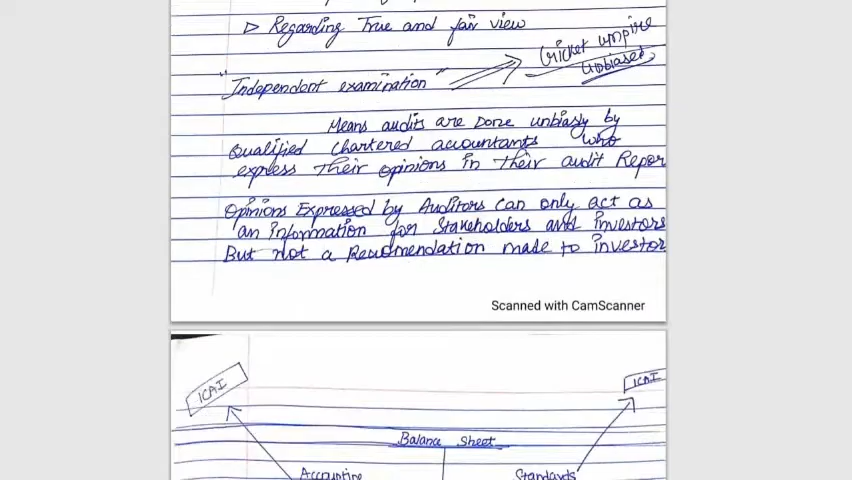 ▷ Regarding True and fair view
Cricket umpire
unbiased
"Independent examination"
Means audits are Done unbiasly by
Qualified Chartered accountants who
express Their opinions in Their audit Repor
Opinions Expressed by Auditors Can only act as
an information for Stakeholders and investors
But not a Recomendation made to investor
Scanned with CamScanner
ICAI
ICAI
Balance Sheet
Accounting
Standards